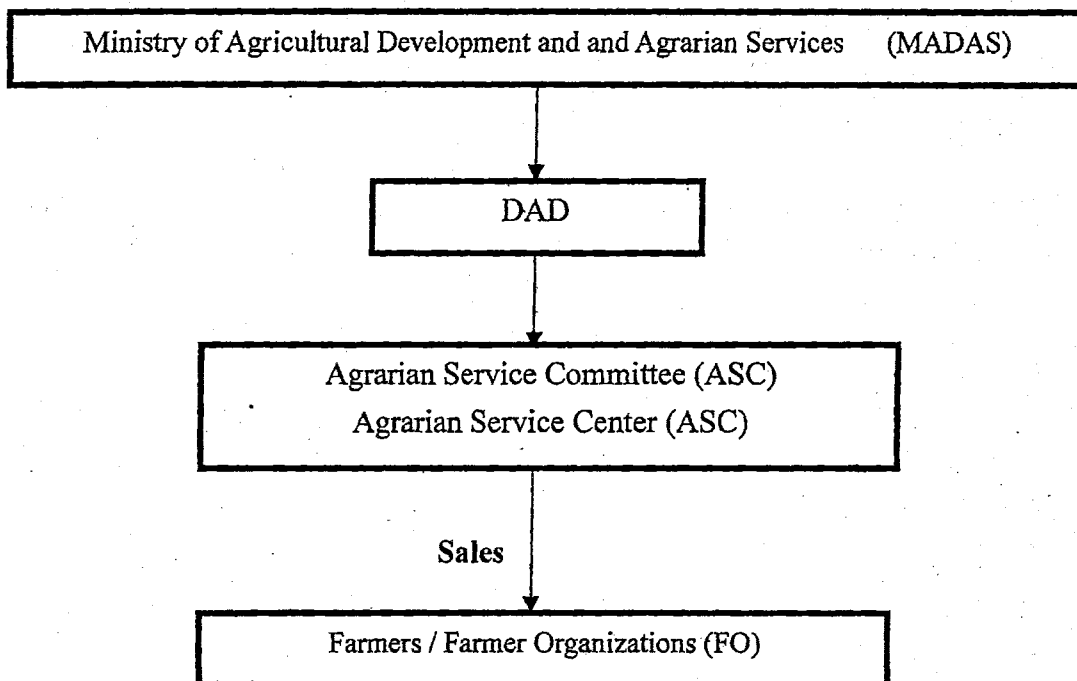 Ministry of Agricultural Development and and Agrarian Services (MADAS)
DAD
Agrarian Service Committee (ASC)
Agrarian Service Center (ASC)
Sales
Farmers / Farmer Organizations (FO)